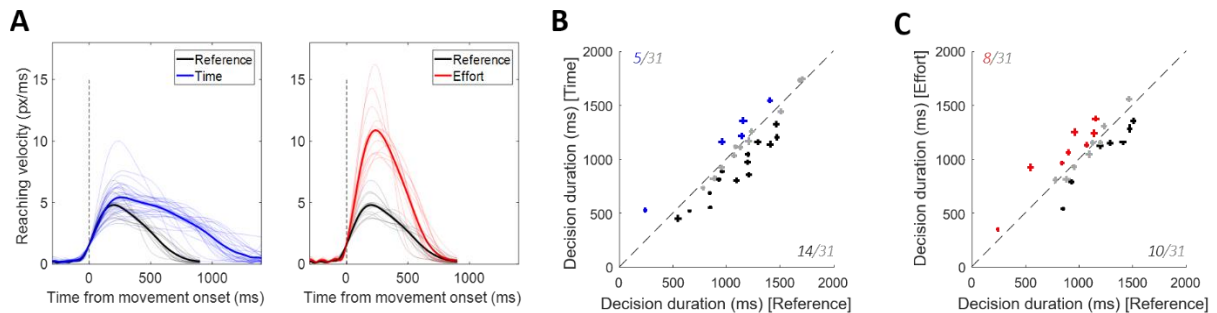 A
Reaching velocity (px/ms)
15
10
5
0
Reference
Time
0 500 1000
Time from movement onset (ms)
15
10
5
0
Reference
Effort
0 500 1000
Time from movement onset (ms)
B
Decision duration (ms) [Time]
2000
1500
1000
500
0
5/31
14/31
0 500 1000 1500 2000
Decision duration (ms) [Reference]
C
Decision duration (ms) [Effort]
2000
1500
1000
500
0
8/31
10/31
0 500 1000 1500 2000
Decision duration (ms) [Reference]